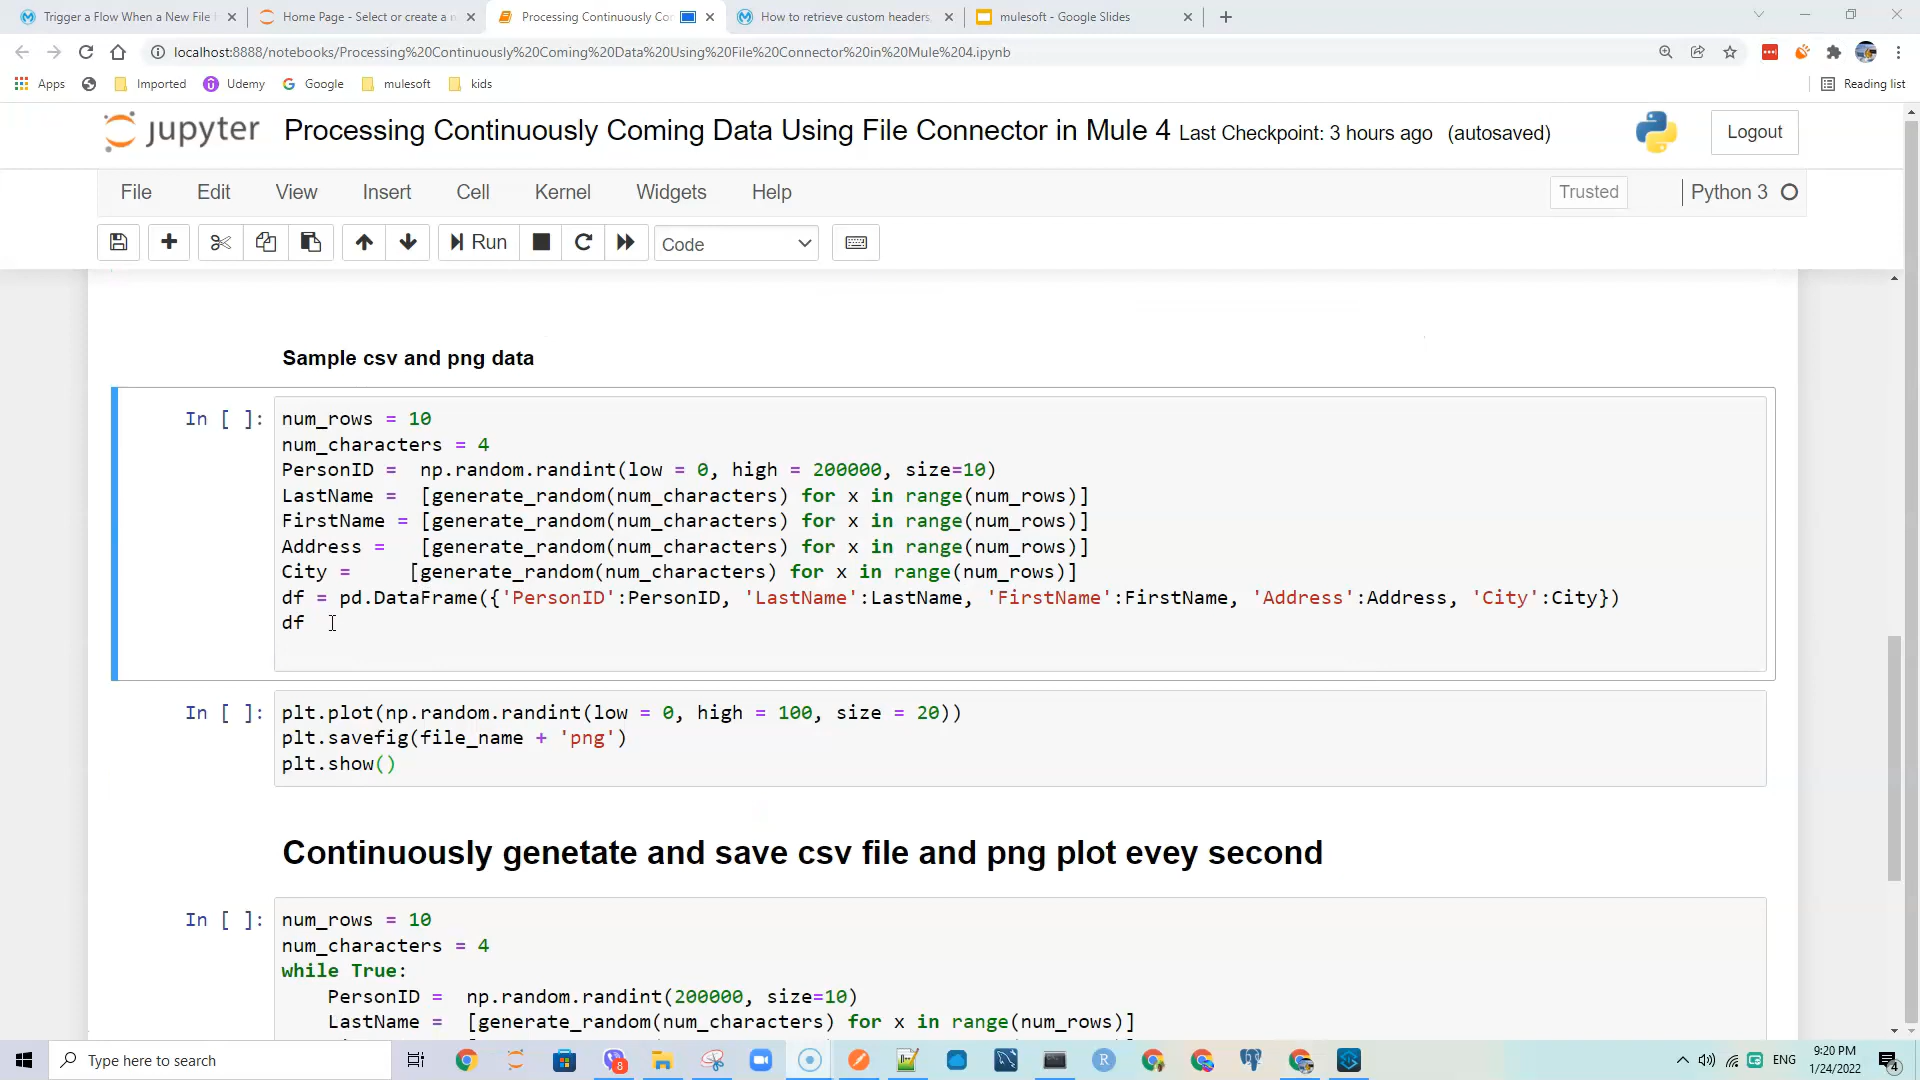 Trigger a Flow When a New File
Home Page - Select or create a n
Processing Continuously Co
How to retrieve custom headers,
mulesoft - Google Slides
localhost:8888/notebooks/Processing%20Continuously%20Coming%20Data%20Using%20File%20Connector%20in%20Mule%204.ipynb
Apps
Imported
Udemy
Google
mulesoft
kids
Reading list
jupyter
Processing Continuously Coming Data Using File Connector in Mule 4 Last Checkpoint: 3 hours ago (autosaved)
Logout
File Edit View Insert Cell Kernel Widgets Help
Trusted
Python 3
Run
Code
Sample csv and png data
In [ ]: num_rows = 10
num_characters = 4
PersonID =  np.random.randint(low = 0, high = 200000, size=10)
LastName =  [generate_random(num_characters) for x in range(num_rows)]
FirstName = [generate_random(num_characters) for x in range(num_rows)]
Address =   [generate_random(num_characters) for x in range(num_rows)]
City =     [generate_random(num_characters) for x in range(num_rows)]
df = pd.DataFrame({'PersonID':PersonID, 'LastName':LastName, 'FirstName':FirstName, 'Address':Address, 'City':City})
df
In [ ]: plt.plot(np.random.randint(low = 0, high = 100, size = 20))
plt.savefig(file_name + 'png')
plt.show()
Continuously genetate and save csv file and png plot evey second
In [ ]: num_rows = 10
num_characters = 4
while True:
    PersonID =  np.random.randint(200000, size=10)
    LastName =  [generate_random(num_characters) for x in range(num_rows)]
Type here to search
8
R
ENG
9:20 PM
1/24/2022
4